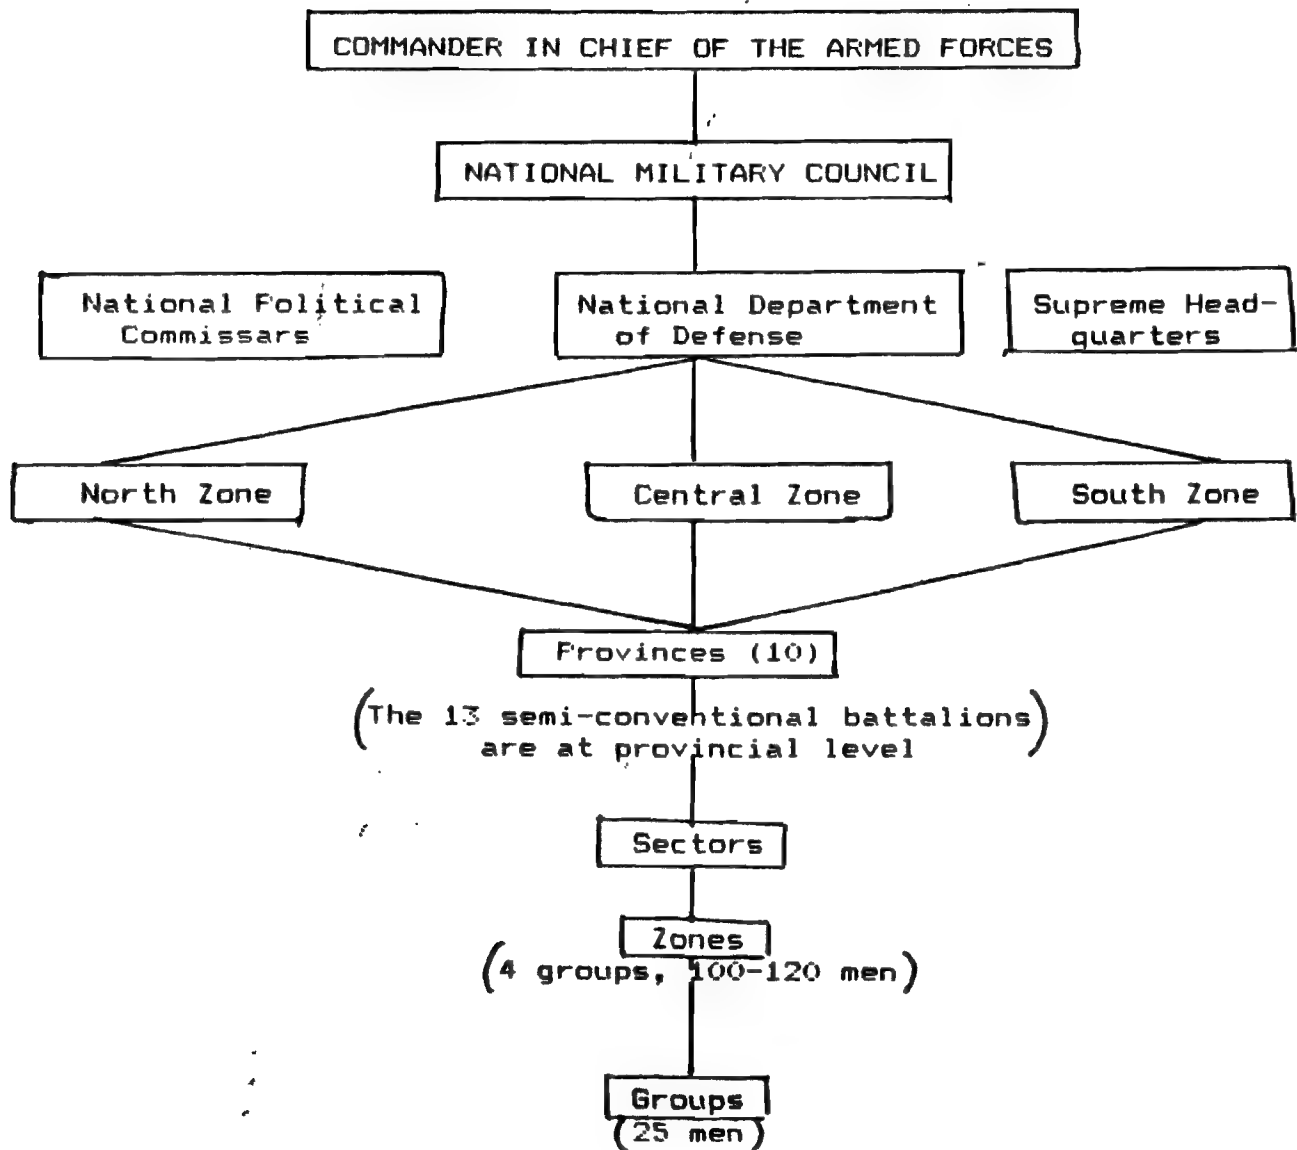 COMMANDER IN CHIEF OF THE ARMED FORCES
NATIONAL MILITARY COUNCIL
National Political
Commissars
National Department
of Defense
Supreme Head-
quarters
North Zone
Central Zone
South Zone
Provinces (10)
(The 13 semi-conventional battalions)
are at provincial level
Sectors
Zones
(4 groups, 100-120 men)
Groups
(25 men)